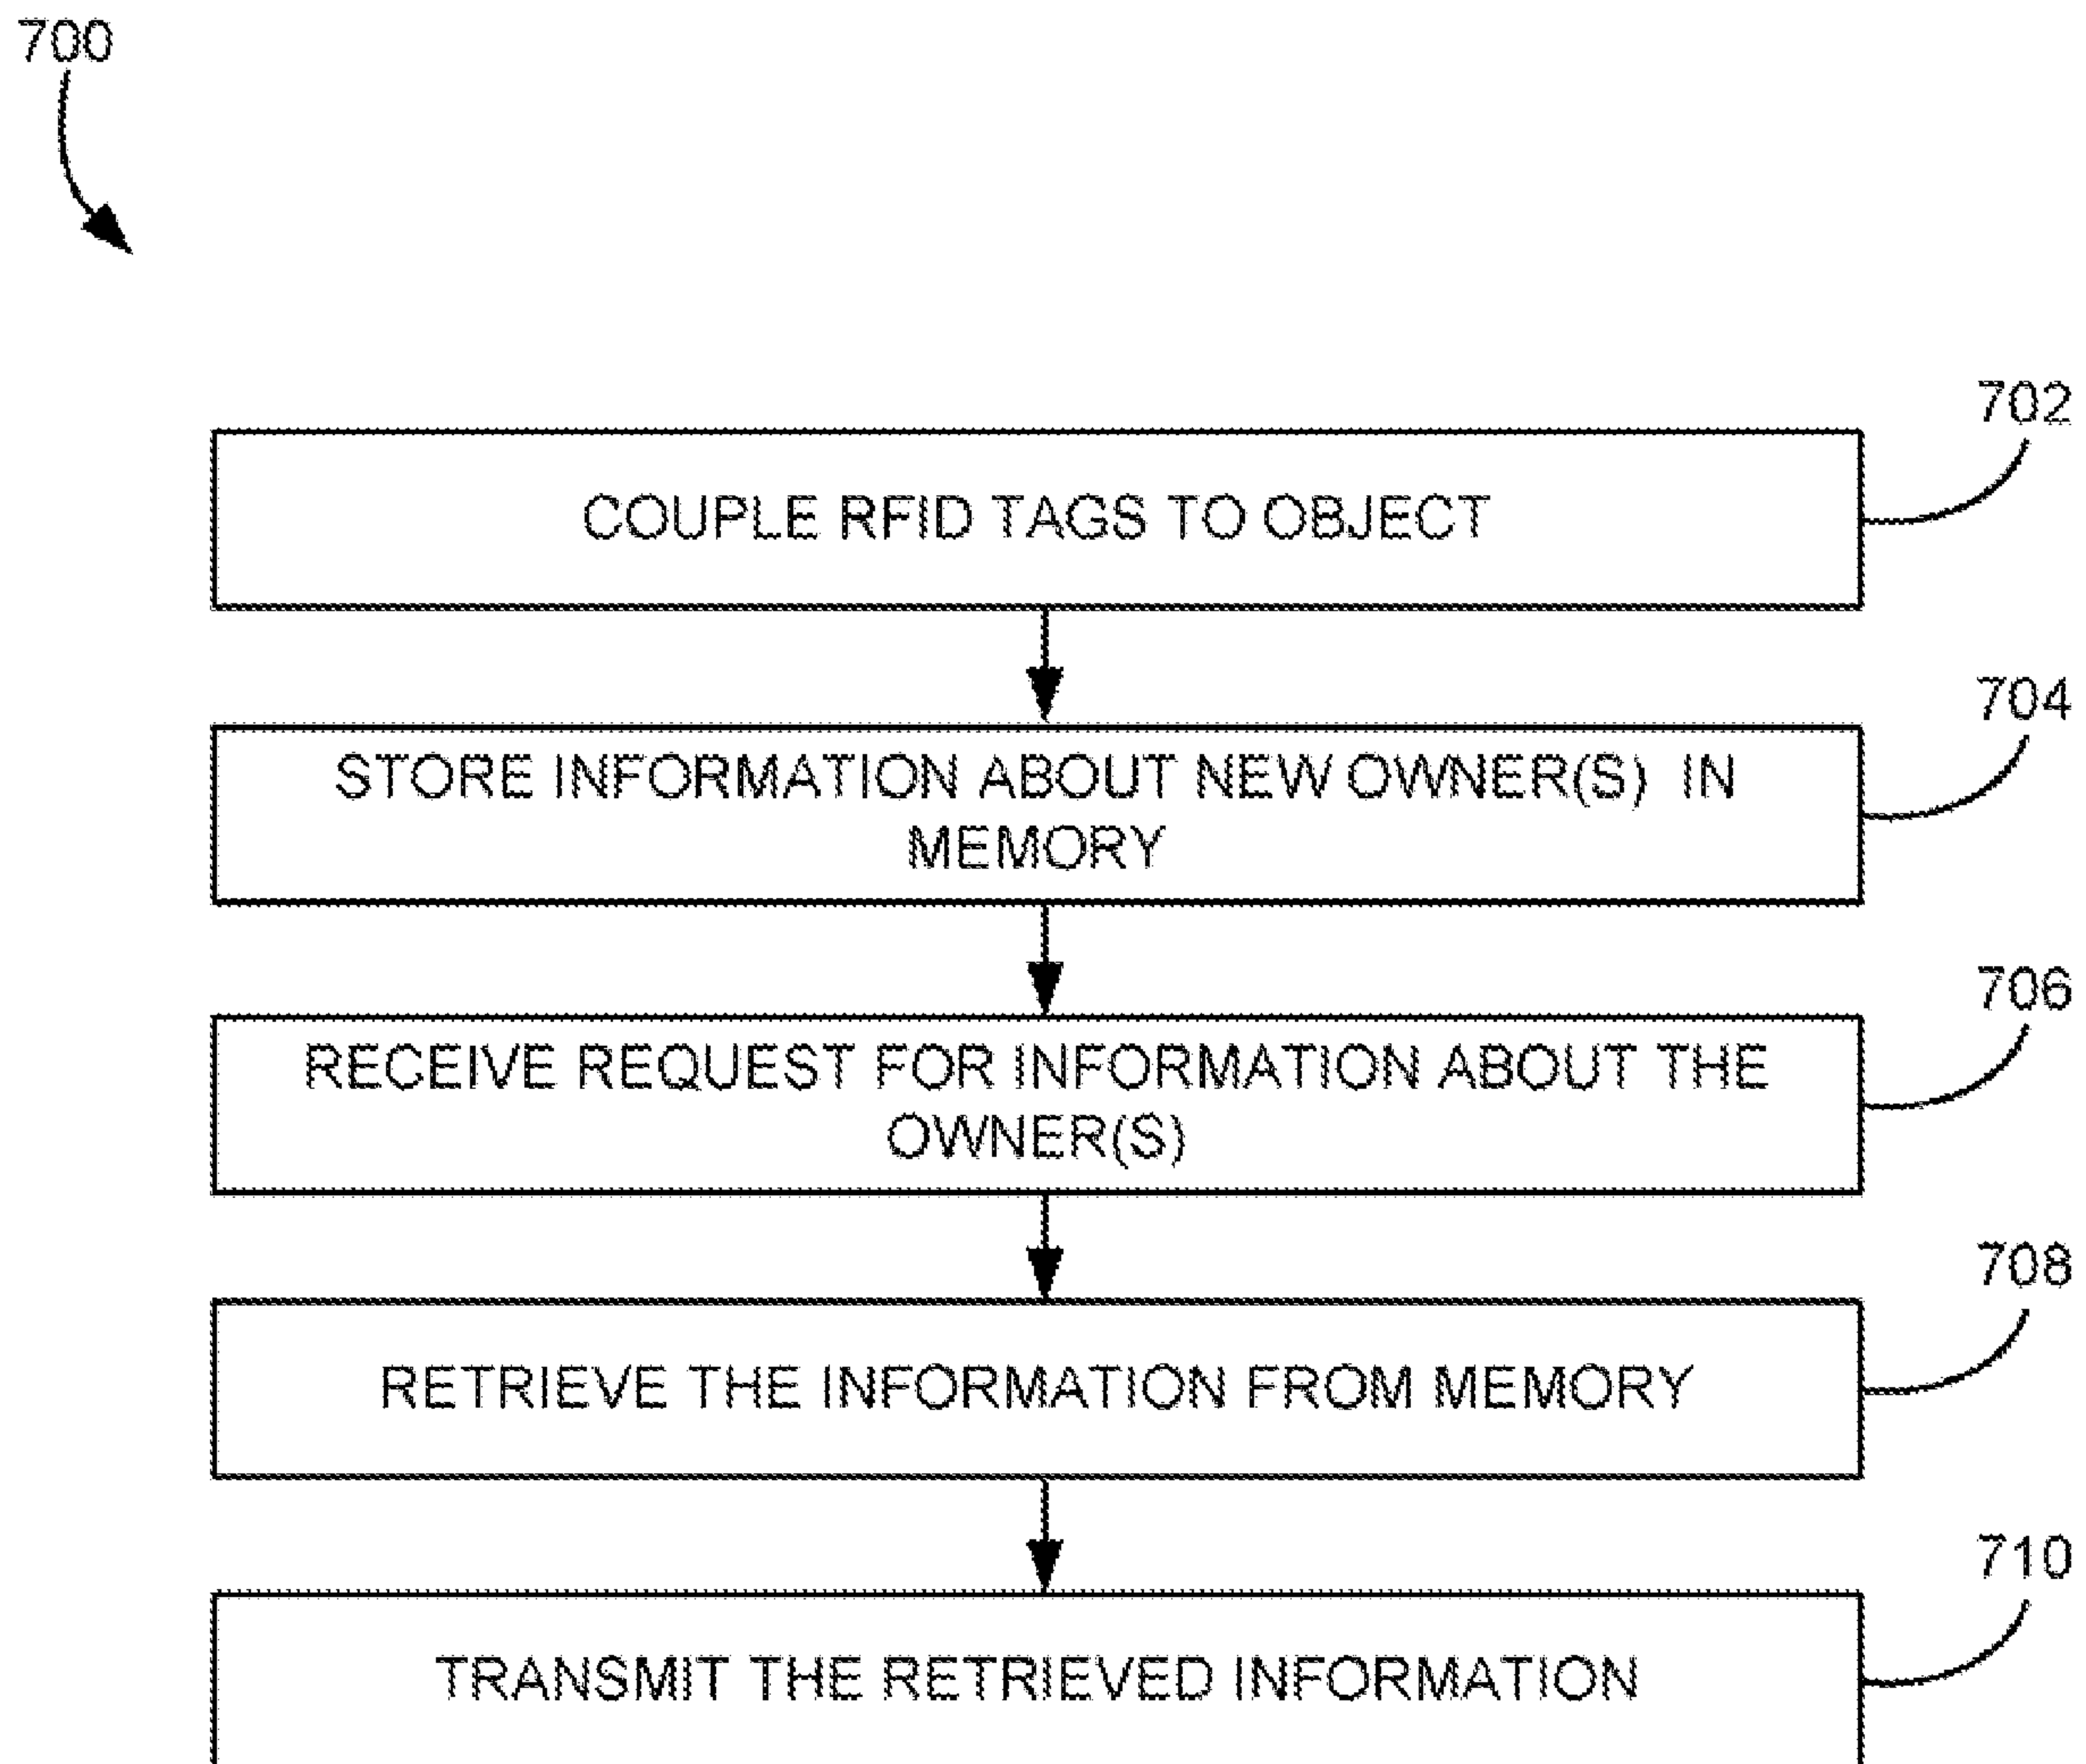 700
702
COUPLE RFID TAGS TO OBJECT
704
STORE INFORMATION ABOUT NEW OWNER(S) IN
MEMORY
706
RECEIVE REQUEST FOR INFORMATION ABOUT THE
OWNER(S)
708
RETRIEVE THE INFORMATION FROM MEMORY
710
TRANSMIT THE RETRIEVED INFORMATION